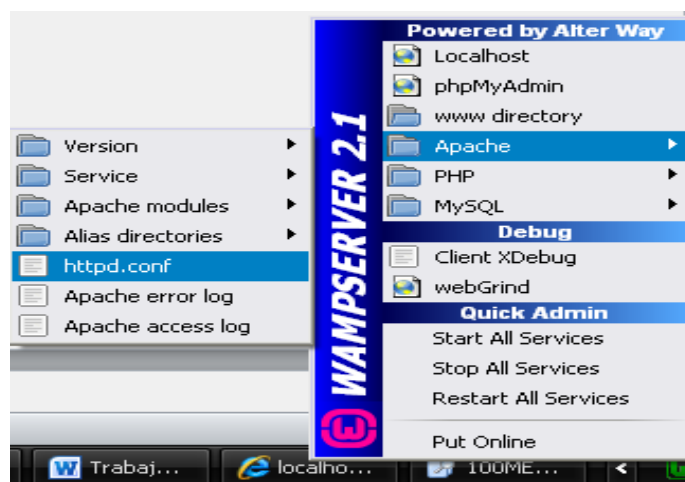 Powered by Alter Way
Localhost
phpMyAdmin
www directory
Apache
PHP
MySQL
Debug
Client XDebug
webGrind
Quick Admin
Start All Services
Stop All Services
Restart All Services
Put Online
WAMPSERVER 2.1
Version
Service
Apache modules
Alias directories
httpd.conf
Apache error log
Apache access log
Trabaj...
localho...
100ME...